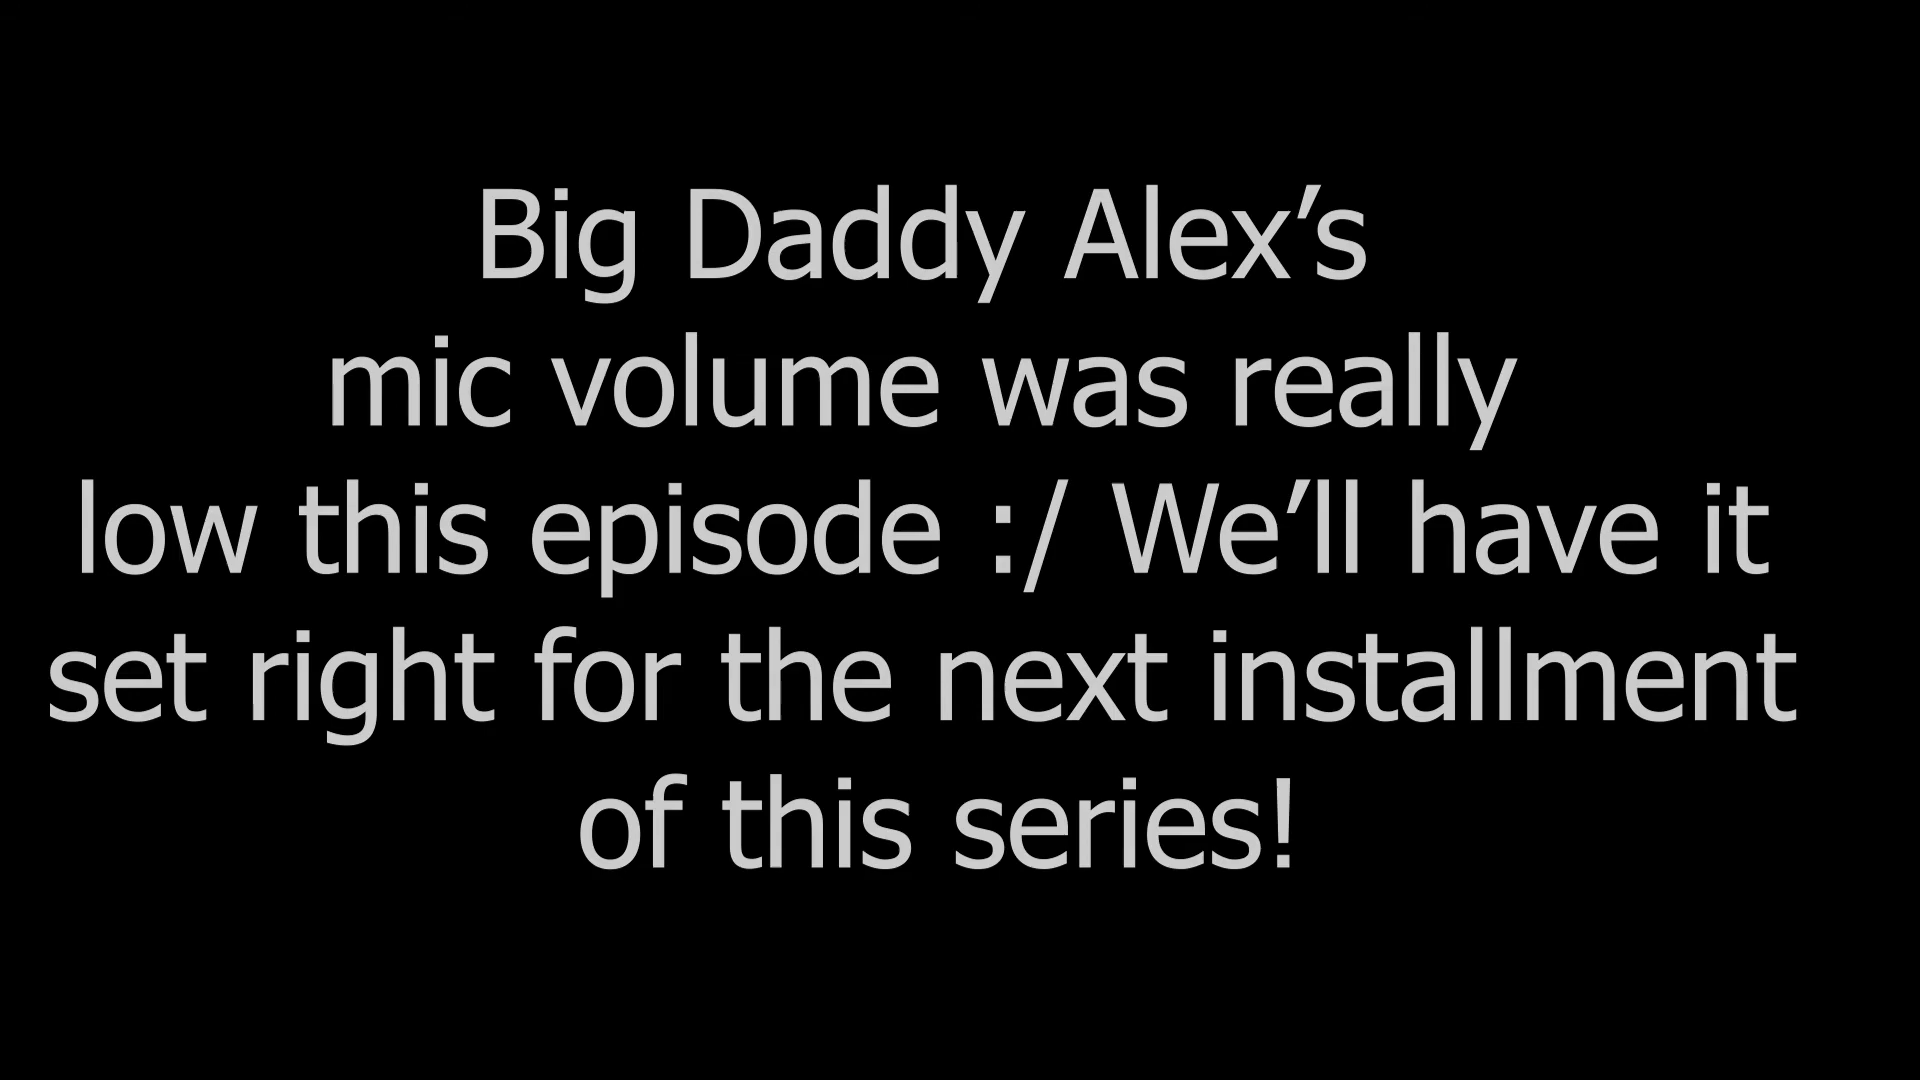 Big Daddy Alex’s
mic volume was really
low this episode :/ We’ll have it
set right for the next installment
of this series!